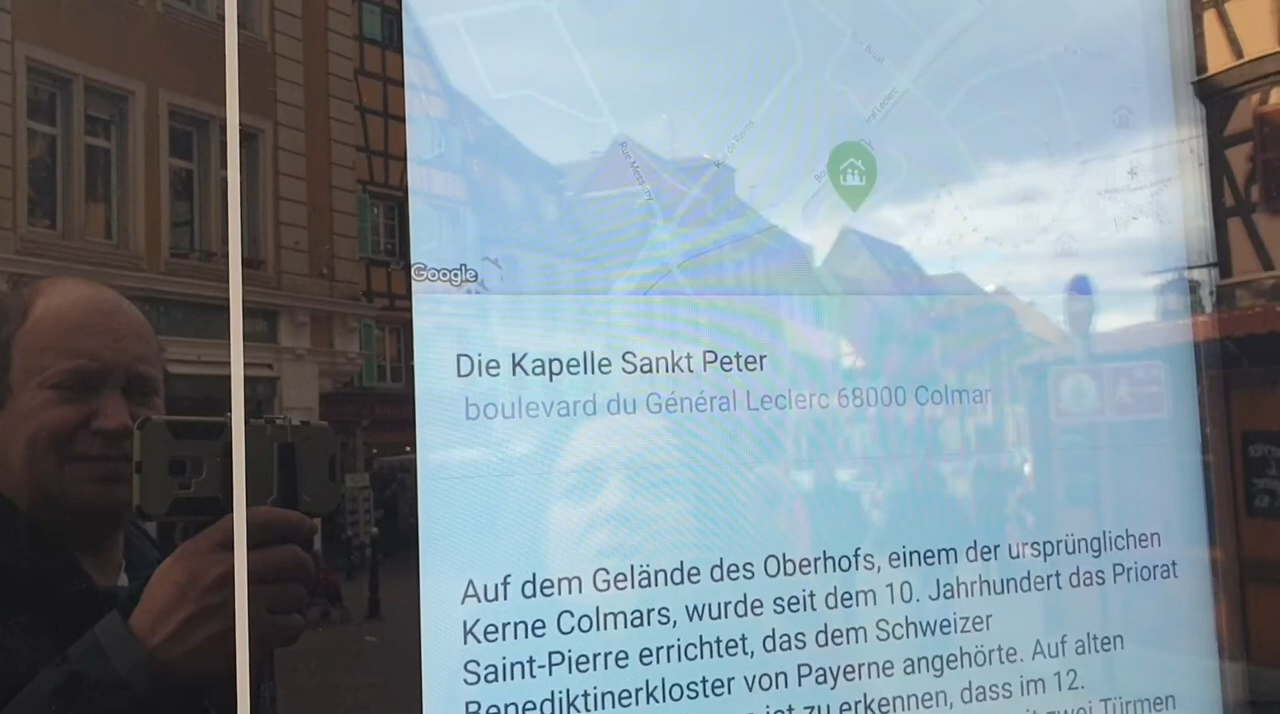 Rue Messimy
Google
Die Kapelle Sankt Peter
boulevard du Général Leclerc 68000 Colmar
Auf dem Gelände des Oberhofs, einem der ursprünglichen
Kerne Colmars, wurde seit dem 10. Jahrhundert das Priorat
Saint-Pierre errichtet, das dem Schweizer
Benediktinerkloster von Payerne angehörte. Auf alten
ist zu erkennen, dass im 12.
zwei Türmen